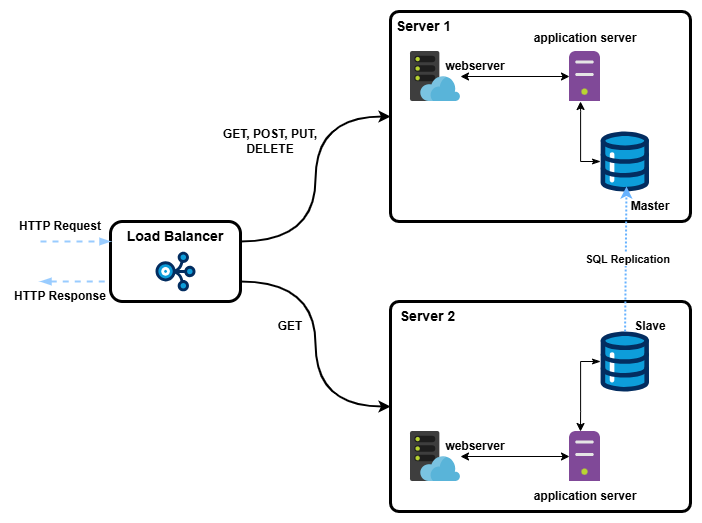 Server 1
application server
webserver
GET, POST, PUT,
DELETE
Master
HTTP Request
Load Balancer
SQL Replication
HTTP Response
Server 2
Slave
GET
webserver
application server